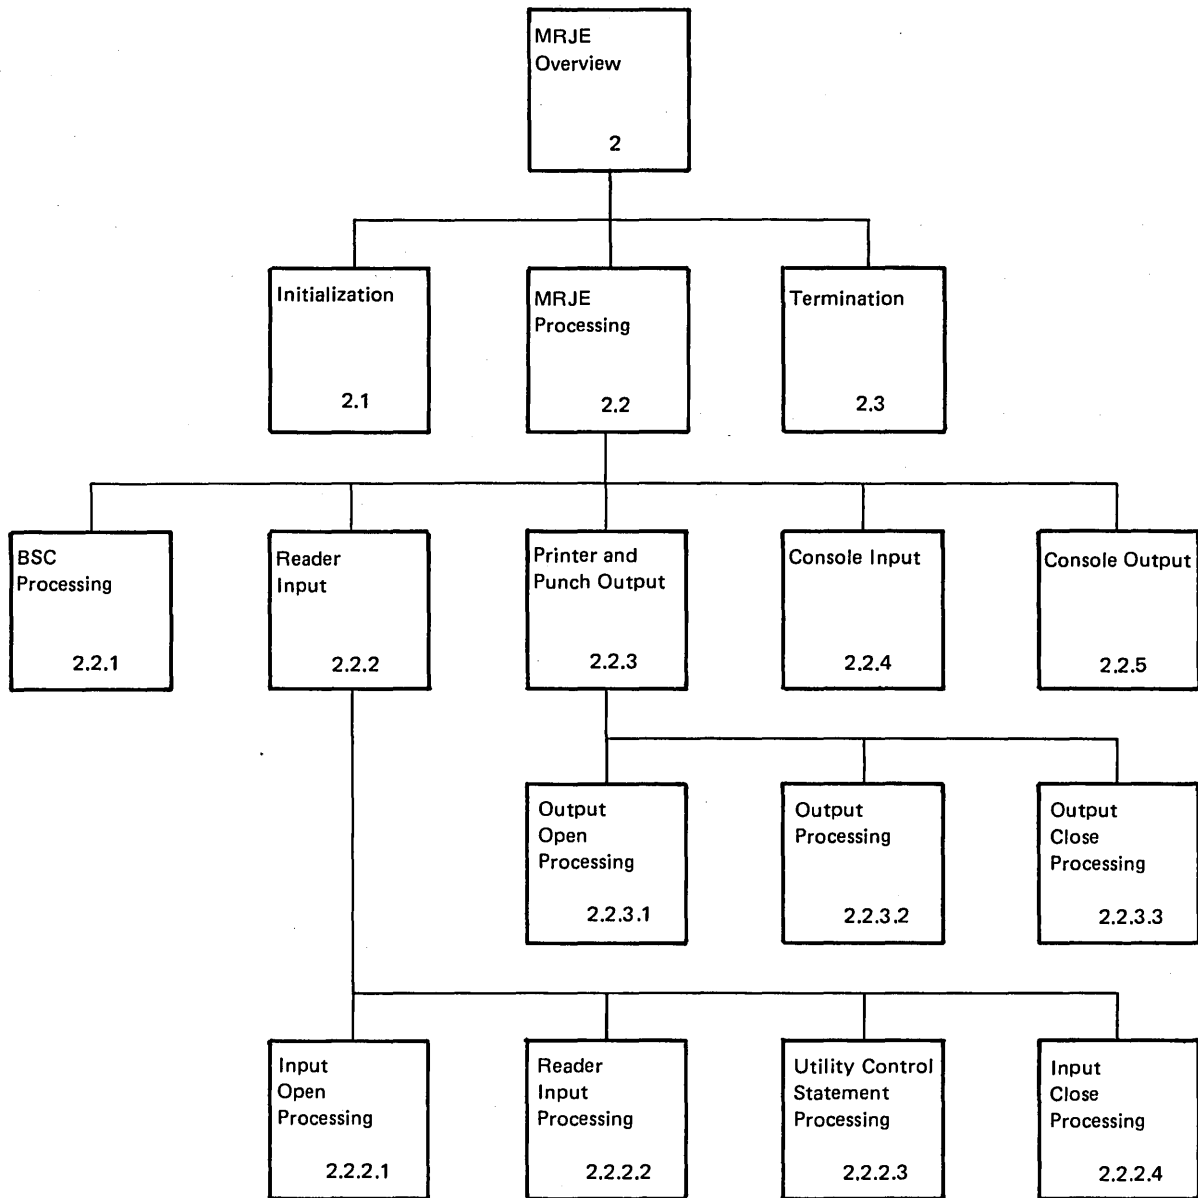 MRJE
Overview
2
Initialization
2.1
MRJE
Processing
2.2
Termination
2.3
BSC
Processing
2.2.1
Reader
Input
2.2.2
Printer and
Punch Output
2.2.3
Console Input
2.2.4
Console Output
2.2.5
Output
Open
Processing
2.2.3.1
Output
Processing
2.2.3.2
Output
Close
Processing
2.2.3.3
Input
Open
Processing
2.2.2.1
Reader
Input
Processing
2.2.2.2
Utility Control
Statement
Processing
2.2.2.3
Input
Close
Processing
2.2.2.4